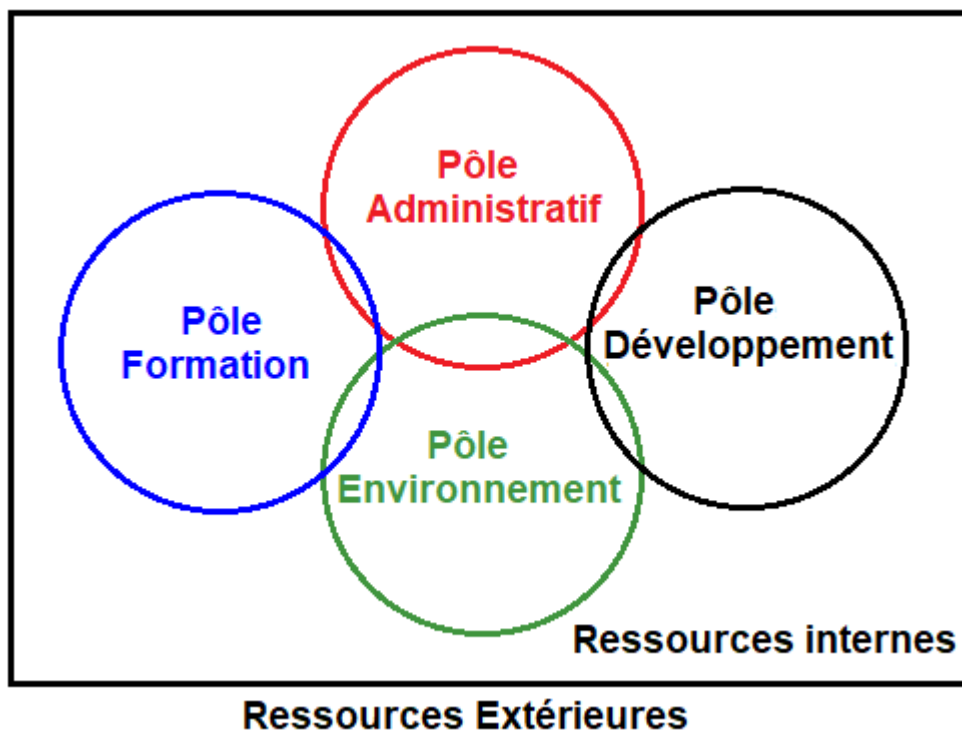 Pôle
Administratif
Pôle
Formation
Pôle
Développement
Pôle
Environnement
Ressources internes
Ressources Extérieures